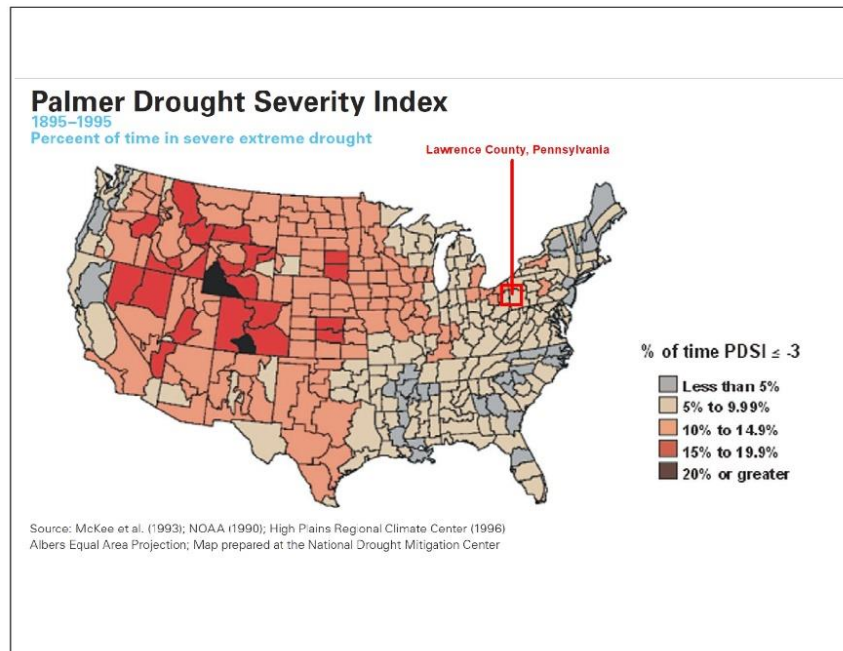 Palmer Drought Severity Index
1895–1995
Percent of time in severe extreme drought
Lawrence County, Pennsylvania
% of time PDSI ≤ -3
Less than 5%
5% to 9.99%
10% to 14.9%
15% to 19.9%
20% or greater
Source: McKee et al. (1993); NOAA (1990); High Plains Regional Climate Center (1996)
Albers Equal Area Projection; Map prepared at the National Drought Mitigation Center